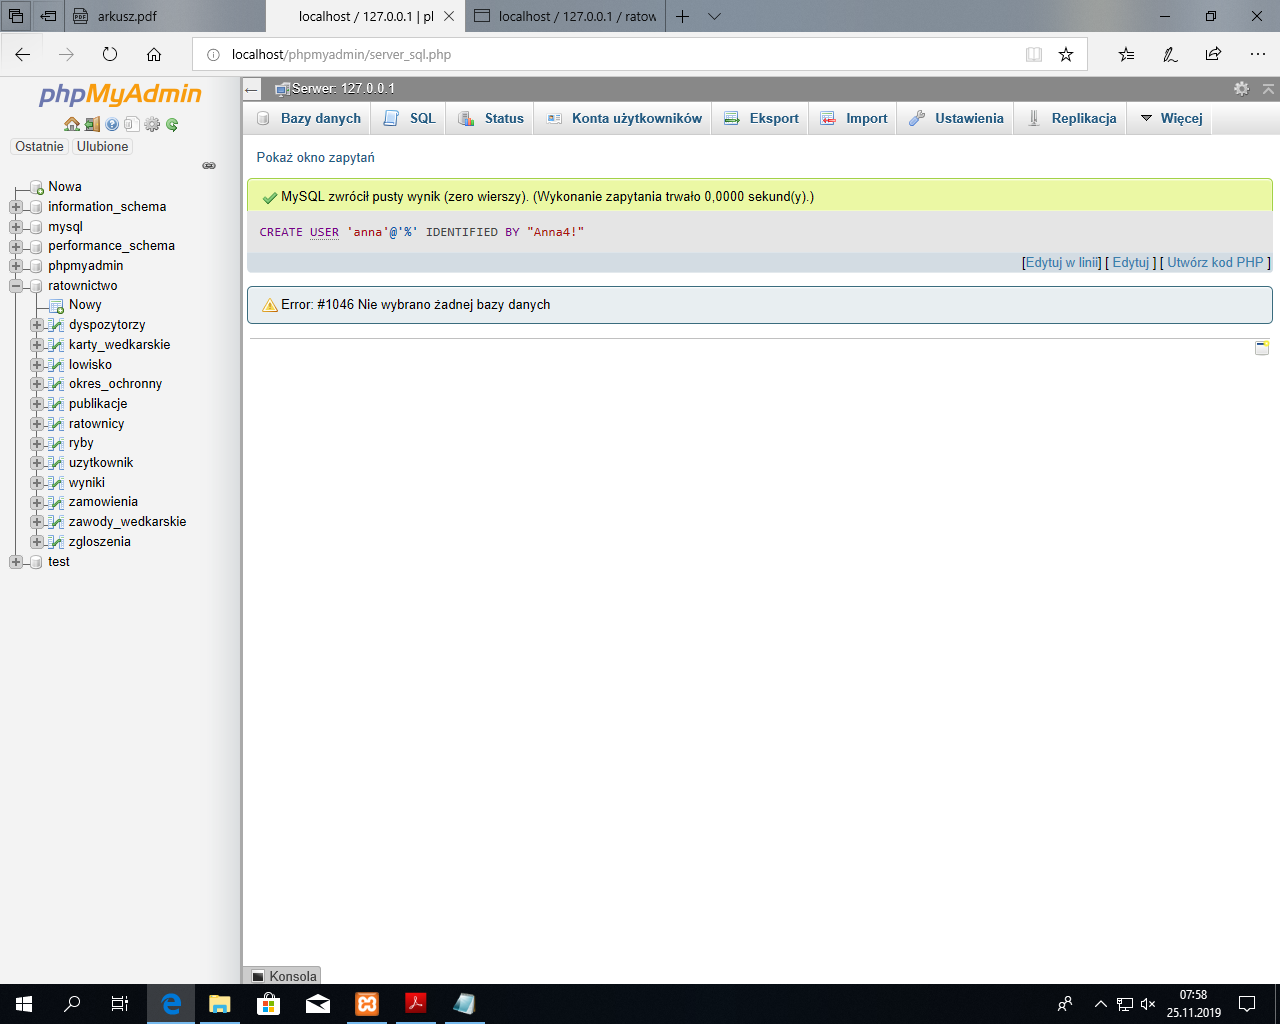 arkusz.pdf
localhost / 127.0.0.1 | pl
localhost / 127.0.0.1 / ratow
localhost/phpmyadmin/server_sql.php
phpMyAdmin
Ostatnie
Ulubione
Nowa
information_schema
mysql
performance_schema
phpmyadmin
ratownictwo
Nowy
dyspozytorzy
karty_wedkarskie
lowisko
okres_ochronny
publikacje
ratownicy
ryby
uzytkownik
wyniki
zamowienia
zawody_wedkarskie
zgloszenia
test
Serwer: 127.0.0.1
Bazy danych
SQL
Status
Konta użytkowników
Eksport
Import
Ustawienia
Replikacja
Więcej
Pokaż okno zapytań
MySQL zwrócił pusty wynik (zero wierszy). (Wykonanie zapytania trwało 0,0000 sekund(y).)
CREATE USER 'anna'@'%' IDENTIFIED BY "Anna4!"
[Edytuj w linii] [ Edytuj ] [ Utwórz kod PHP ]
Error: #1046 Nie wybrano żadnej bazy danych
Konsola
07:58
25.11.2019